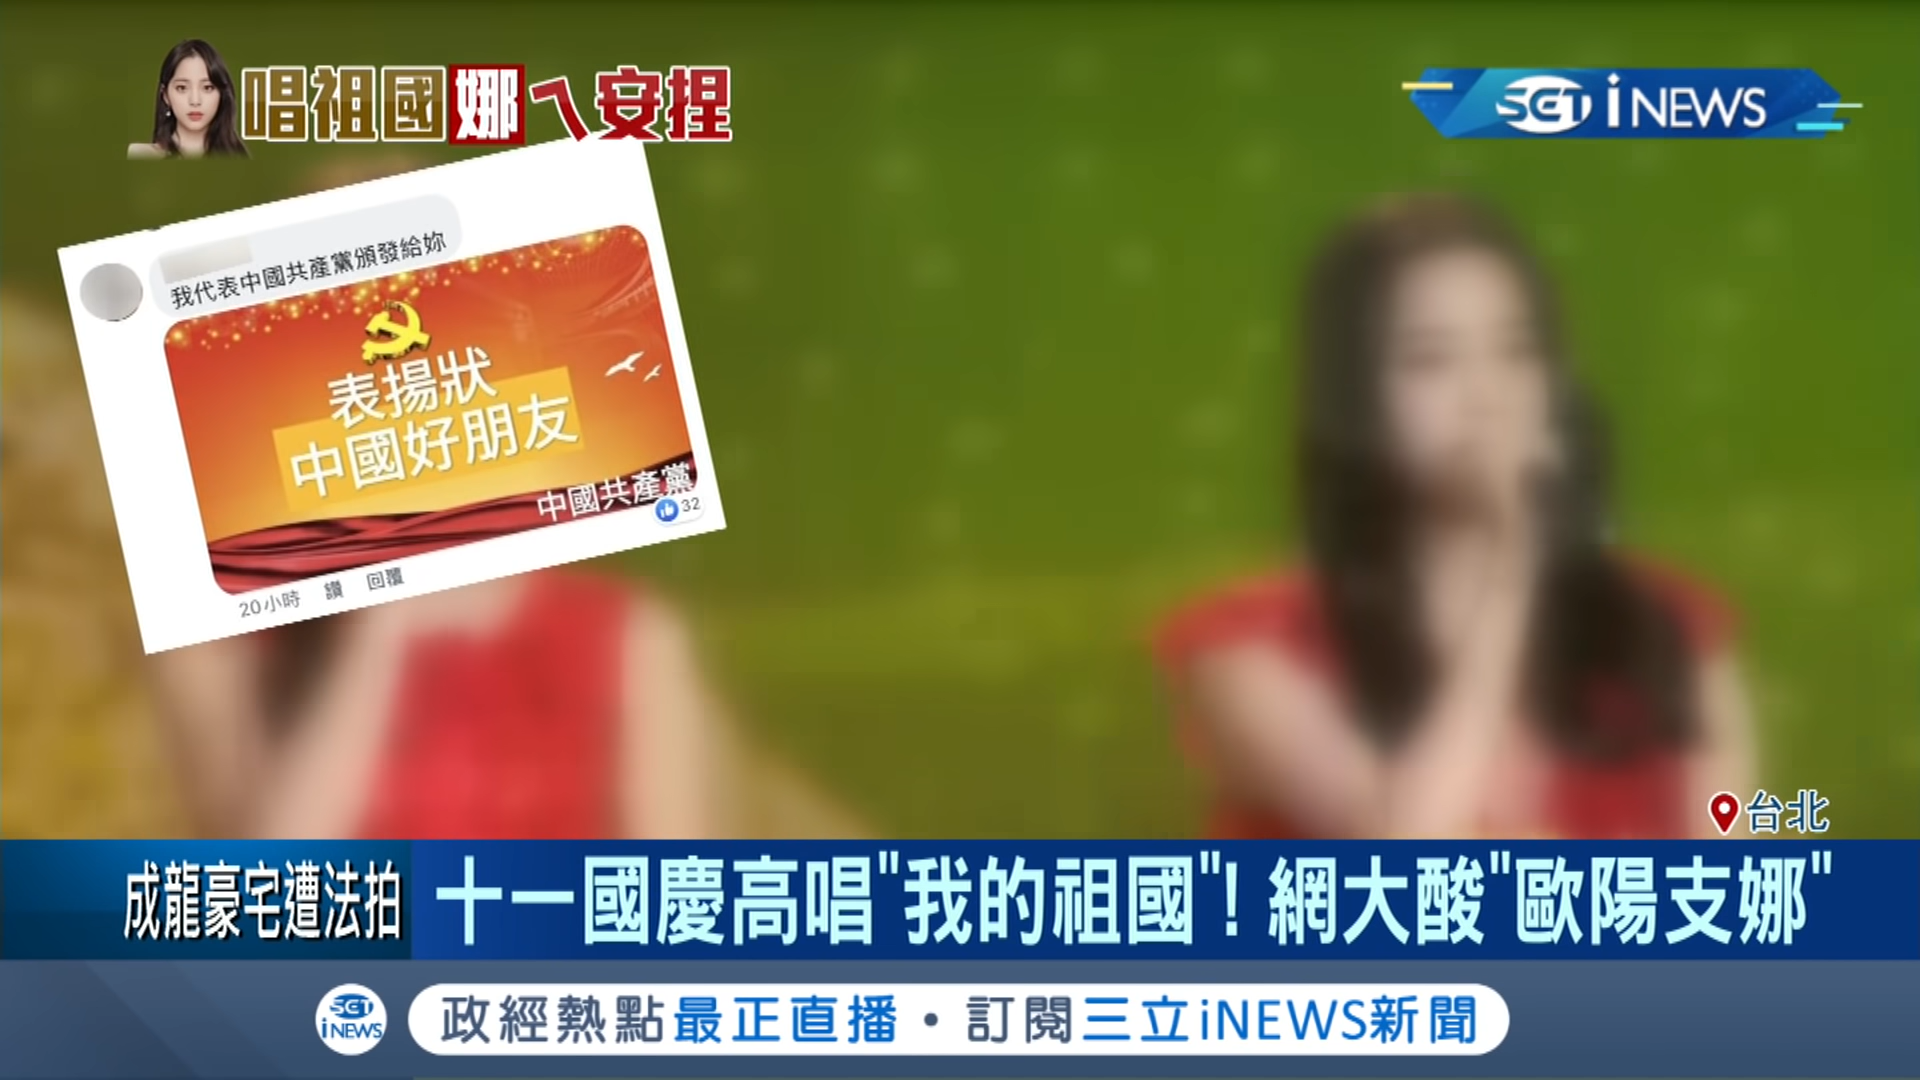 唱祖國娜ㄟ安捏
SET iNEWS
我代表中國共產黨頒發給妳
表揚狀
中國好朋友
中國共產黨
32
20小時 讚 回覆
台北
成龍豪宅遭法拍
十一國慶高唱"我的祖國"! 網大酸"歐陽支娜"
SET iNEWS
政經熱點最正直播・訂閱三立iNEWS新聞